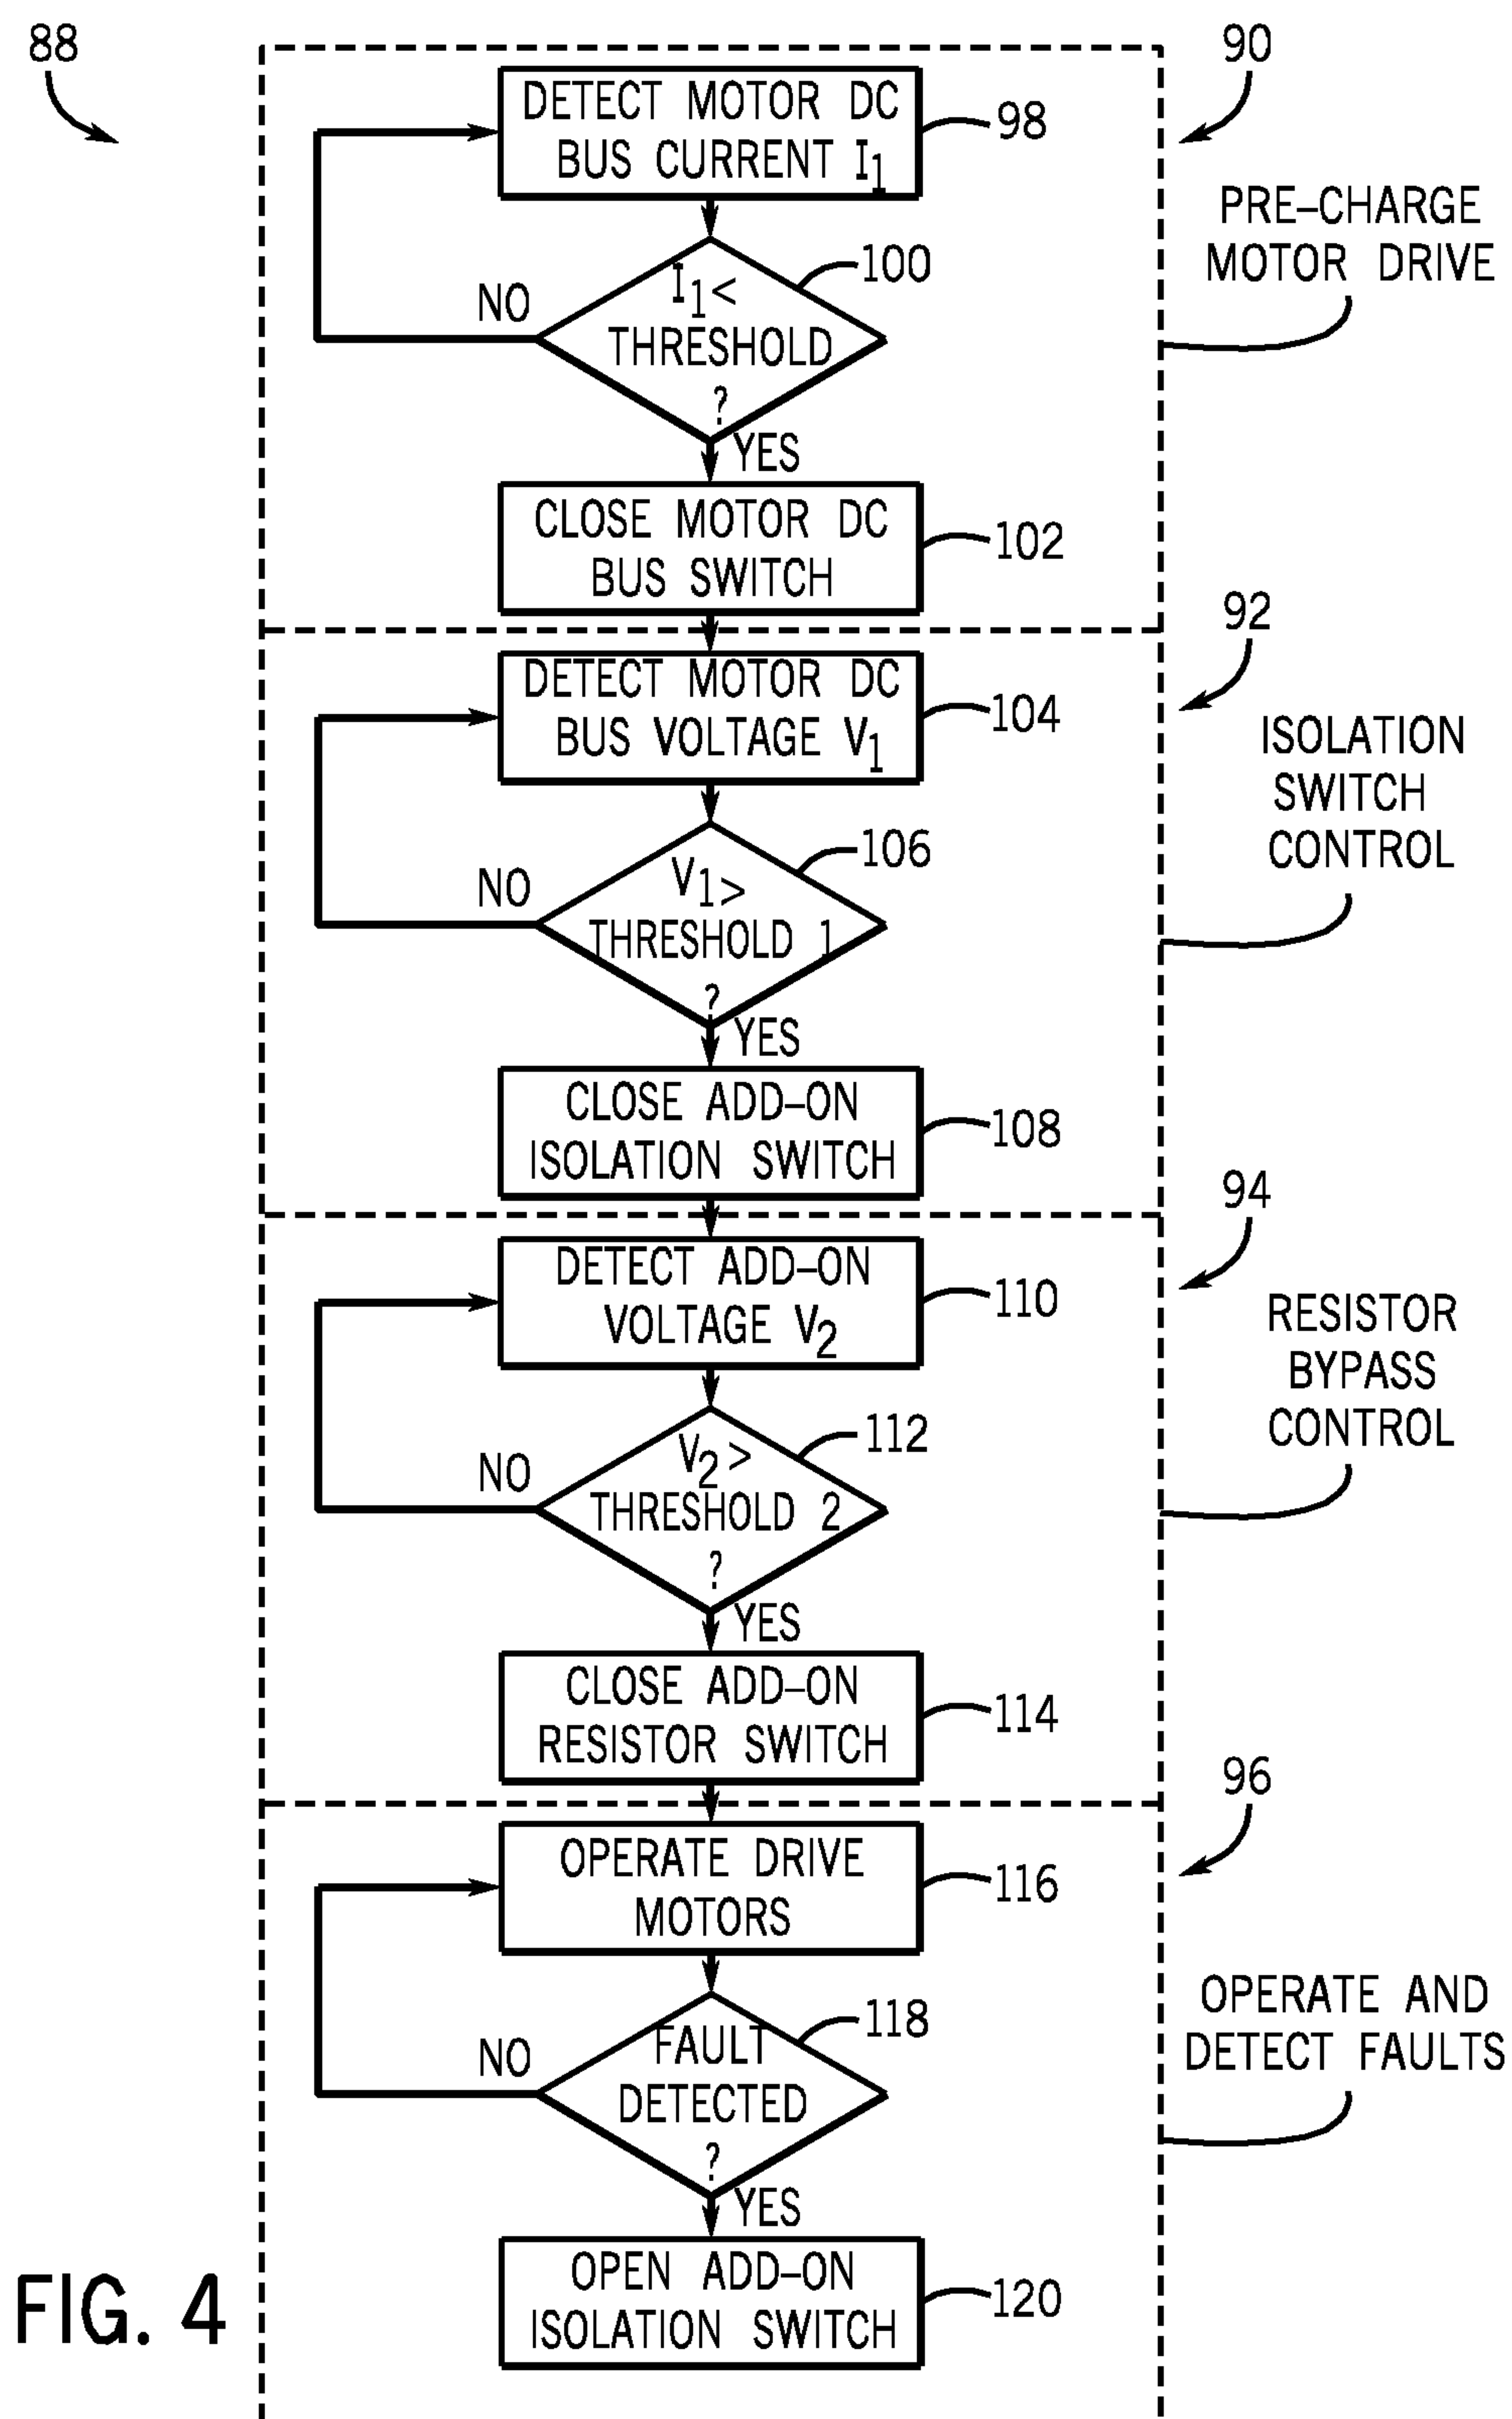 88
90
DETECT MOTOR DC
BUS CURRENT I1
98
PRE-CHARGE
MOTOR DRIVE
I1<
THRESHOLD
?
100
NO
YES
CLOSE MOTOR DC
BUS SWITCH
102
92
DETECT MOTOR DC
BUS VOLTAGE V1
104
ISOLATION
SWITCH
CONTROL
V1>
THRESHOLD 1
?
106
NO
YES
CLOSE ADD-ON
ISOLATION SWITCH
108
94
DETECT ADD-ON
VOLTAGE V2
110
RESISTOR
BYPASS
CONTROL
V2>
THRESHOLD 2
?
112
NO
YES
CLOSE ADD-ON
RESISTOR SWITCH
114
96
OPERATE DRIVE
MOTORS
116
OPERATE AND
DETECT FAULTS
FAULT
DETECTED
?
118
NO
YES
OPEN ADD-ON
ISOLATION SWITCH
120
FIG. 4